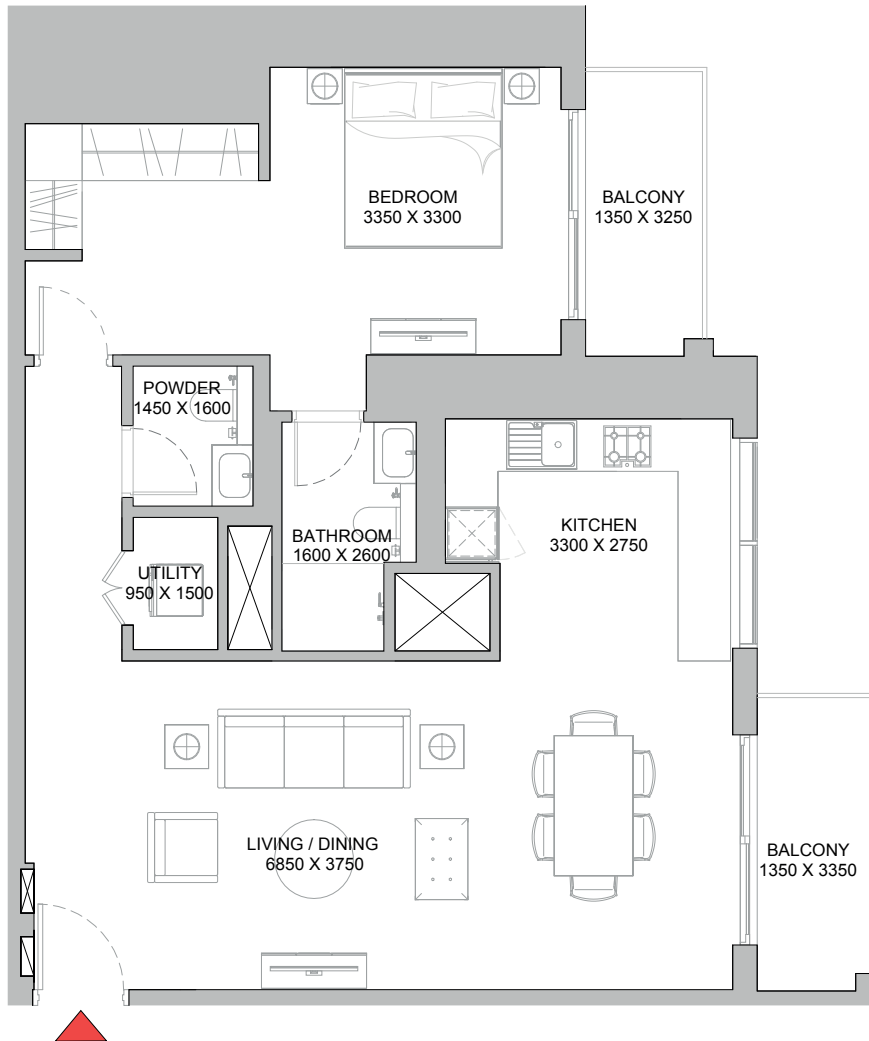 BEDROOM
3350 X 3300
BALCONY
1350 X 3250
POWDER
1450 X 1600
KITCHEN
3300 X 2750
BATHROOM
1600 X 2600
UTILITY
950 X 1500
LIVING / DINING
6850 X 3750
BALCONY
1350 X 3350